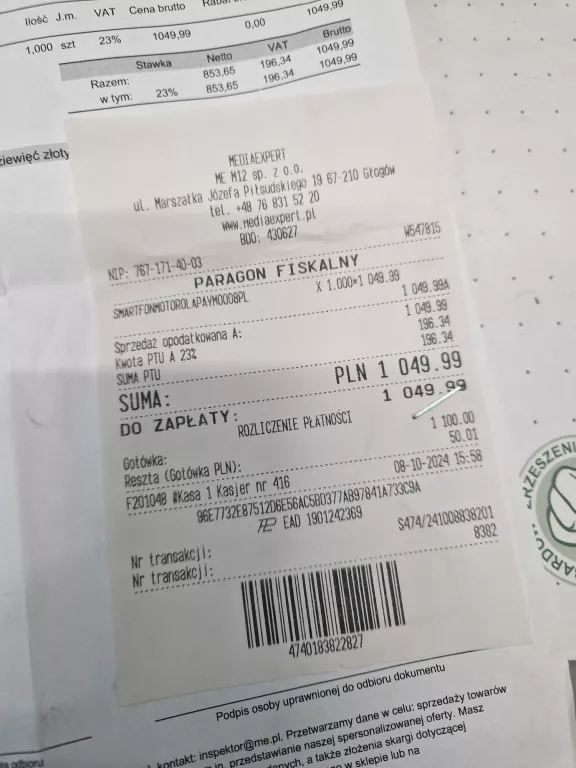 Ilość J.m. VAT Cena brutto Rabat
1,000 szt 23% 1049,99 0,00 1049,99
Stawka Netto VAT Brutto
Razem: 853,65 196,34 1049,99
w tym: 23% 853,65 196,34 1049,99
złoty
MEDIAEXPERT
ME M12 sp. z o.o.
ul. Marszałka Józefa Piłsudskiego 19 67-210 Głogów
tel. +48 76 831 52 20
www.mediaexpert.pl
BDO: 430627
NIP: 767-171-40-03 W547815
PARAGON FISKALNY
SMARTFONMOTOROLAPAYM0008PL X 1.000*1 049.99
1 049.99A
Sprzedaż opodatkowana A: 1 049.99
Kwota PTU A 23% 196.34
SUMA PTU 196.34
SUMA: PLN 1 049.99
DO ZAPŁATY: 1 049.99
ROZLICZENIE PŁATNOŚCI
Gotówka: 1 100.00
Reszta (Gotówka PLN): 50.01
F201048 #Kasa 1 Kasjer nr 416 08-10-2024 15:58
96E7732E87512D6E56AC5B0377AB97841A733C9A
EAD 1901242369
Nr transakcji: S474/241008838201
Nr transakcji: 8382
4740183822827
Podpis osoby uprawnionej do odbioru dokumentu
kontakt: inspektor@me.pl. Przetwarzamy dane w celu: sprzedaży towarów
in. przedstawianie naszej spersonalizowanej oferty. Masz
a także złożenia skargi dotyczącej
w sklepie lub na